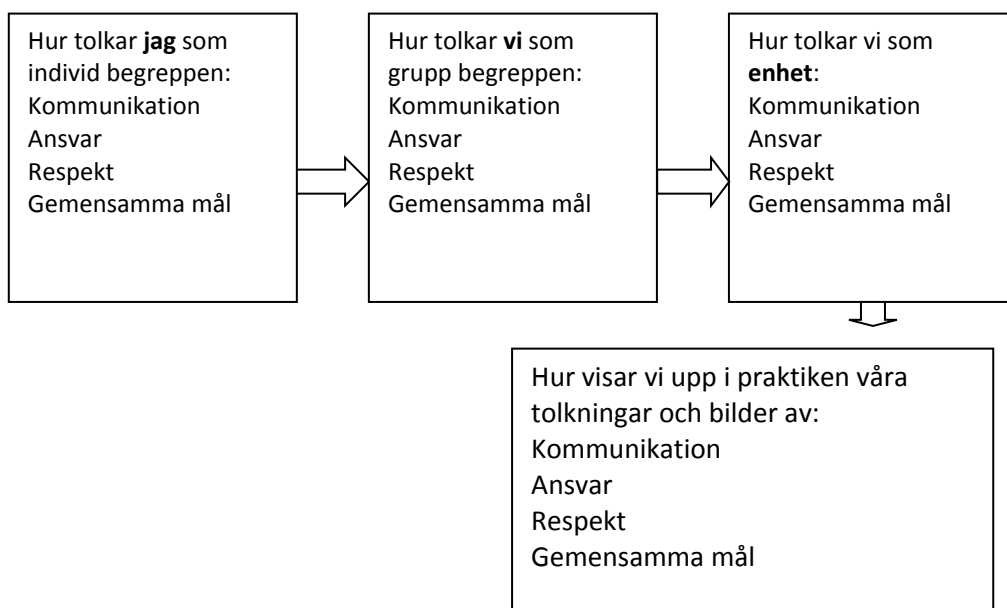 Hur tolkar jag som
individ begreppen:
Kommunikation
Ansvar
Respekt
Gemensamma mål
Hur tolkar vi som
grupp begreppen:
Kommunikation
Ansvar
Respekt
Gemensamma mål
Hur tolkar vi som
enhet:
Kommunikation
Ansvar
Respekt
Gemensamma mål
Hur visar vi upp i praktiken våra
tolkningar och bilder av:
Kommunikation
Ansvar
Respekt
Gemensamma mål